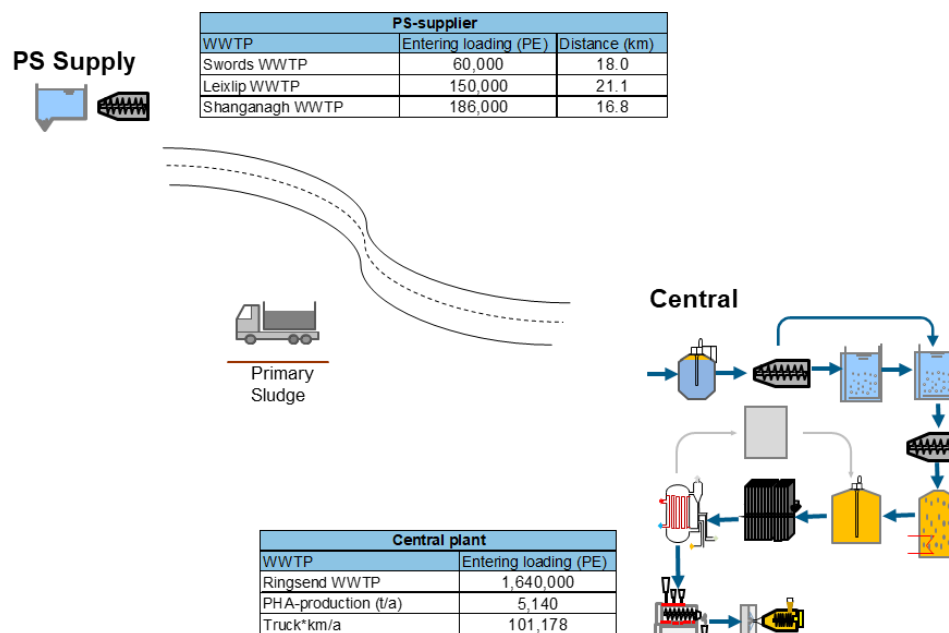 PS-supplier
WWTP Entering loading (PE) Distance (km)
Swords WWTP 60,000 18.0
Leixlip WWTP 150,000 21.1
Shanganagh WWTP 186,000 16.8
PS Supply
Central
Primary
Sludge
Central plant
WWTP Entering loading (PE)
Ringsend WWTP 1,640,000
PHA-production (t/a) 5,140
Truck*km/a 101,178